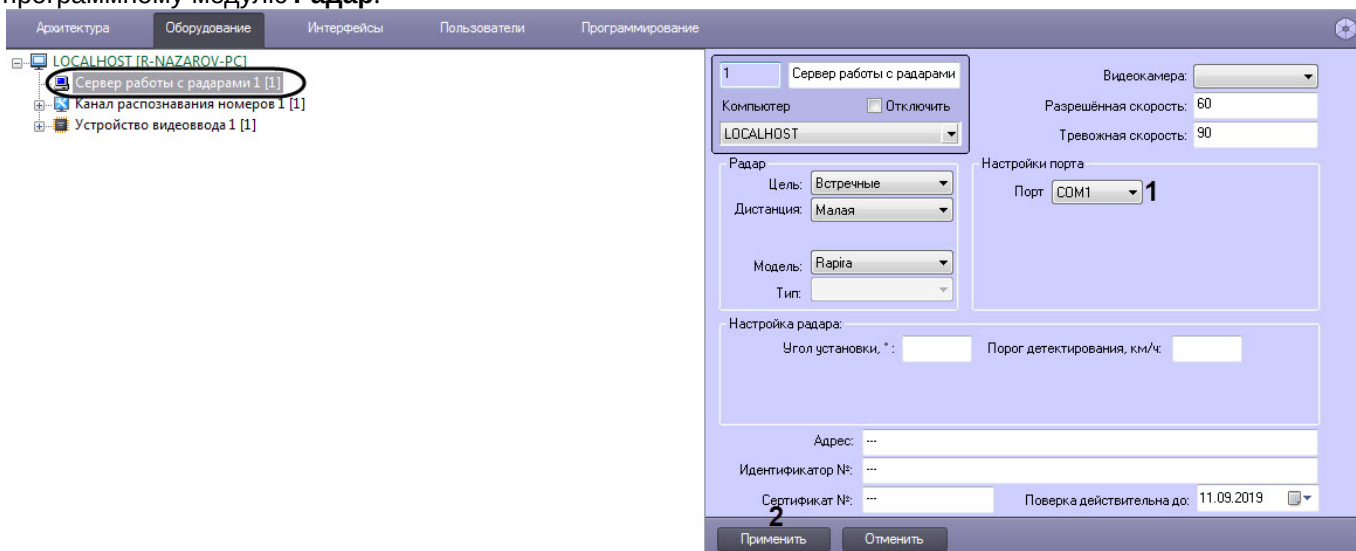 программному модулю Радар.
Архитектура Оборудование Интерфейсы Пользователи Программирование
LOCALHOST [R-NAZAROV-PC]
Сервер работы с радарами 1 [1]
Канал распознавания номеров 1 [1]
Устройство видеоввода 1 [1]
1 Сервер работы с радарами
Компьютер Отключить
LOCALHOST
Видеокамера:
Разрешённая скорость: 60
Тревожная скорость: 90
Радар
Цель: Встречные
Дистанция: Малая
Модель: Rapira
Тип:
Настройки порта
Порт COM1 1
Настройка радара:
Угол установки, ° : Порог детектирования, км/ч:
Адрес: ---
Идентификатор №: ---
Сертификат №: --- Поверка действительна до: 11.09.2019
2
Применить Отменить